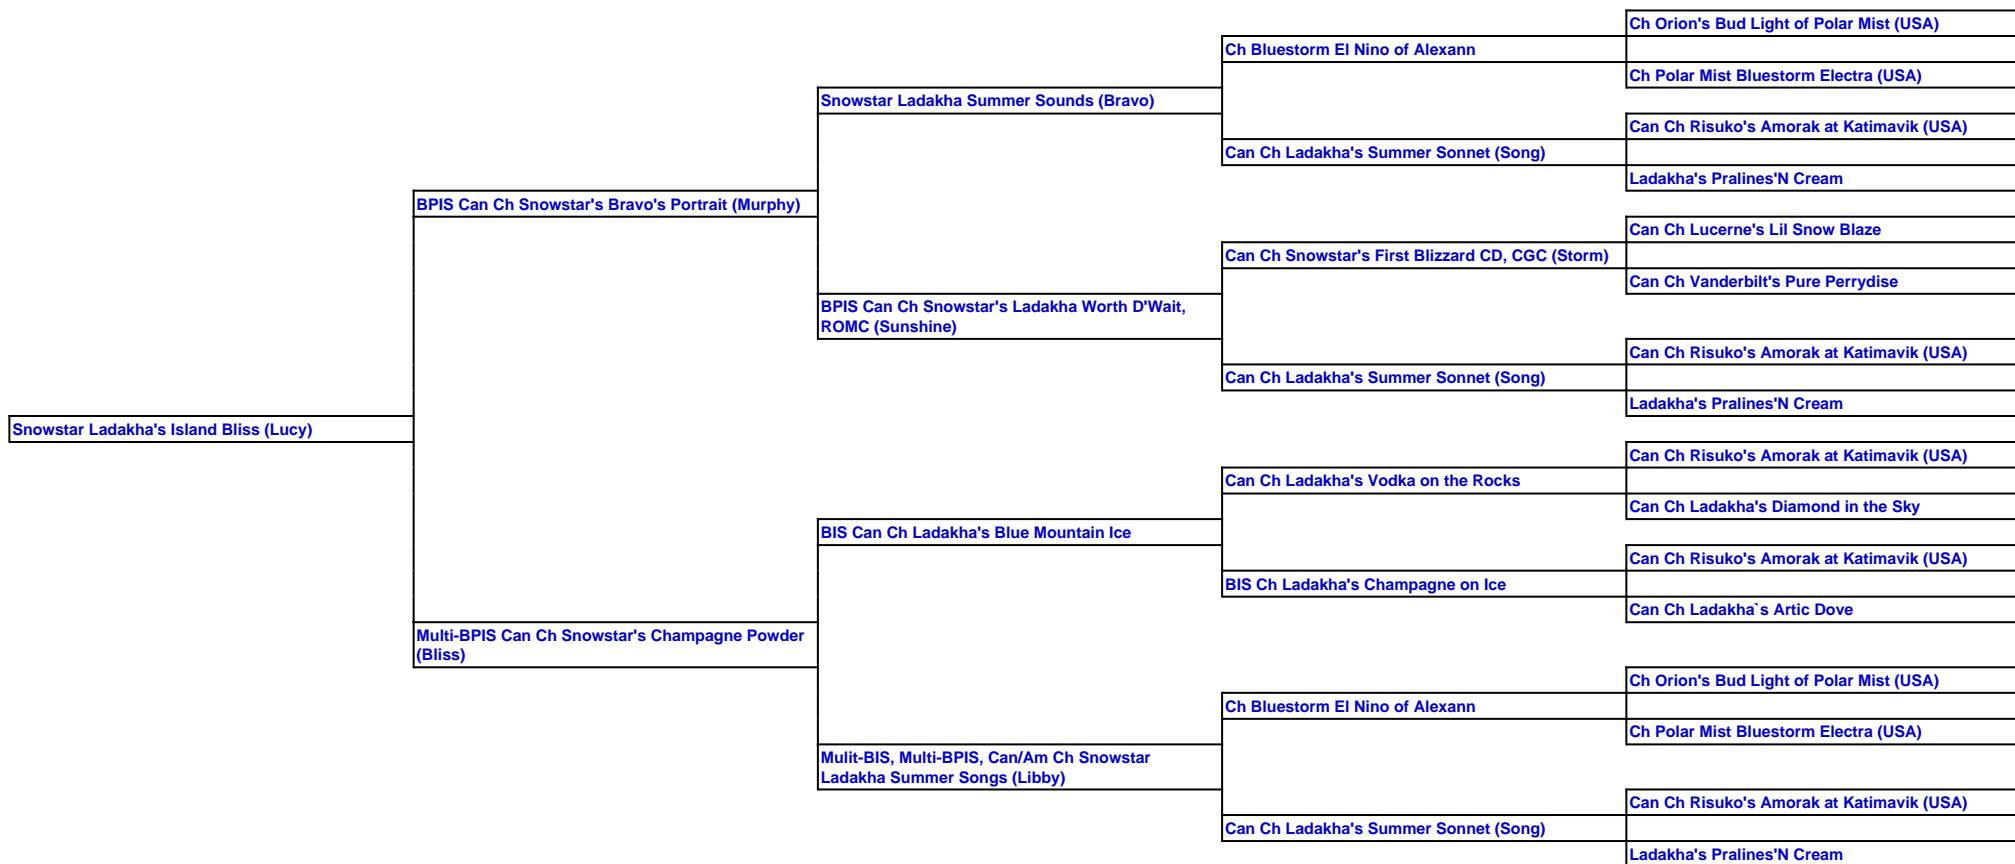 Ch Orion's Bud Light of Polar Mist (USA)
Ch Bluestorm El Nino of Alexann
Ch Polar Mist Bluestorm Electra (USA)
Snowstar Ladakha Summer Sounds (Bravo)
Can Ch Risuko's Amorak at Katimavik (USA)
Can Ch Ladakha's Summer Sonnet (Song)
Ladakha's Pralines'N Cream
BPIS Can Ch Snowstar's Bravo's Portrait (Murphy)
Can Ch Lucerne's Lil Snow Blaze
Can Ch Snowstar's First Blizzard CD, CGC (Storm)
Can Ch Vanderbilt's Pure Perrydise
BPIS Can Ch Snowstar's Ladakha Worth D'Wait,
ROMC (Sunshine)
Can Ch Risuko's Amorak at Katimavik (USA)
Can Ch Ladakha's Summer Sonnet (Song)
Ladakha's Pralines'N Cream
Snowstar Ladakha's Island Bliss (Lucy)
Can Ch Risuko's Amorak at Katimavik (USA)
Can Ch Ladakha's Vodka on the Rocks
Can Ch Ladakha's Diamond in the Sky
BIS Can Ch Ladakha's Blue Mountain Ice
Can Ch Risuko's Amorak at Katimavik (USA)
BIS Ch Ladakha's Champagne on Ice
Can Ch Ladakha`s Artic Dove
Multi-BPIS Can Ch Snowstar's Champagne Powder
(Bliss)
Ch Orion's Bud Light of Polar Mist (USA)
Ch Bluestorm El Nino of Alexann
Ch Polar Mist Bluestorm Electra (USA)
Mulit-BIS, Multi-BPIS, Can/Am Ch Snowstar
Ladakha Summer Songs (Libby)
Can Ch Risuko's Amorak at Katimavik (USA)
Can Ch Ladakha's Summer Sonnet (Song)
Ladakha's Pralines'N Cream